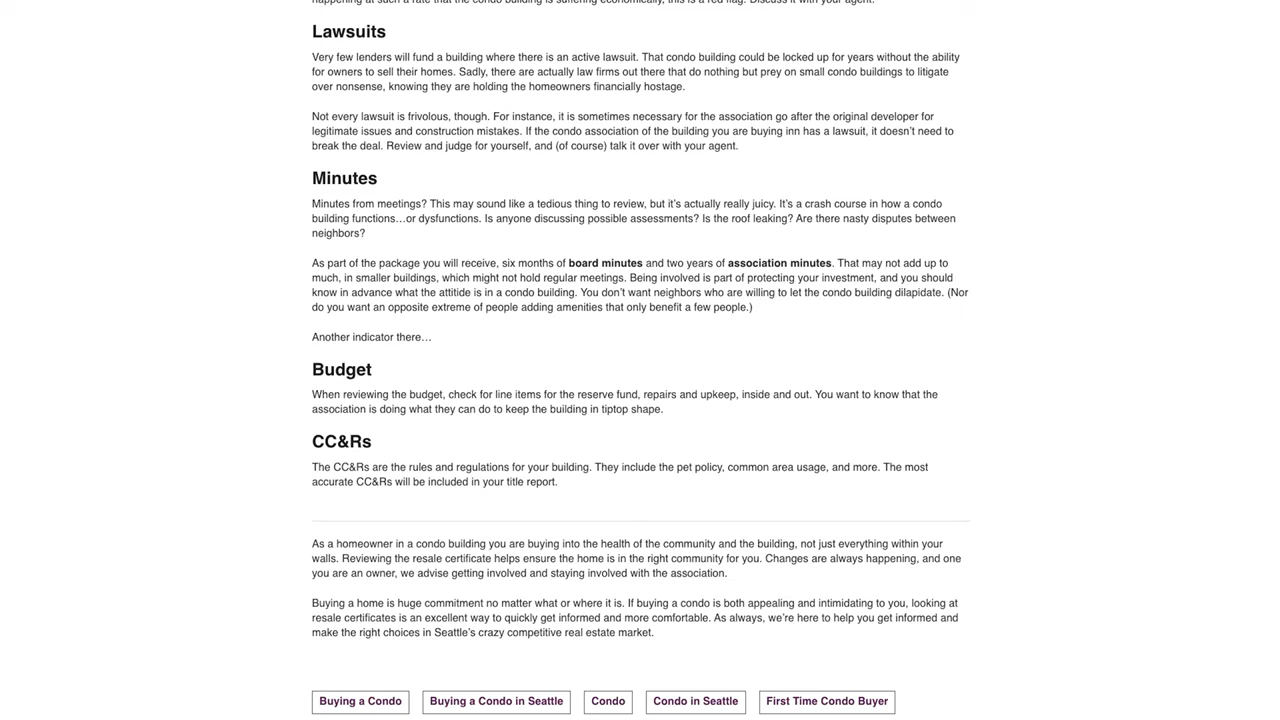 happening at such a rate that the condo building is suffering economically, this is a red flag. Discuss it with your agent.
Lawsuits
Very few lenders will fund a building where there is an active lawsuit. That condo building could be locked up for years without the ability
for owners to sell their homes. Sadly, there are actually law firms out there that do nothing but prey on small condo buildings to litigate
over nonsense, knowing they are holding the homeowners financially hostage.
Not every lawsuit is frivolous, though. For instance, it is sometimes necessary for the association go after the original developer for
legitimate issues and construction mistakes. If the condo association of the building you are buying inn has a lawsuit, it doesn't need to
break the deal. Review and judge for yourself, and (of course) talk it over with your agent.
Minutes
Minutes from meetings? This may sound like a tedious thing to review, but it's actually really juicy. It's a crash course in how a condo
building functions…or dysfunctions. Is anyone discussing possible assessments? Is the roof leaking? Are there nasty disputes between
neighbors?
As part of the package you will receive, six months of board minutes and two years of association minutes. That may not add up to
much, in smaller buildings, which might not hold regular meetings. Being involved is part of protecting your investment, and you should
know in advance what the attitide is in a condo building. You don't want neighbors who are willing to let the condo building dilapidate. (Nor
do you want an opposite extreme of people adding amenities that only benefit a few people.)
Another indicator there…
Budget
When reviewing the budget, check for line items for the reserve fund, repairs and upkeep, inside and out. You want to know that the
association is doing what they can do to keep the building in tiptop shape.
CC&Rs
The CC&Rs are the rules and regulations for your building. They include the pet policy, common area usage, and more. The most
accurate CC&Rs will be included in your title report.
As a homeowner in a condo building you are buying into the health of the community and the building, not just everything within your
walls. Reviewing the resale certificate helps ensure the home is in the right community for you. Changes are always happening, and one
you are an owner, we advise getting involved and staying involved with the association.
Buying a home is huge commitment no matter what or where it is. If buying a condo is both appealing and intimidating to you, looking at
resale certificates is an excellent way to quickly get informed and more comfortable. As always, we're here to help you get informed and
make the right choices in Seattle's crazy competitive real estate market.
Buying a Condo Buying a Condo in Seattle Condo Condo in Seattle First Time Condo Buyer